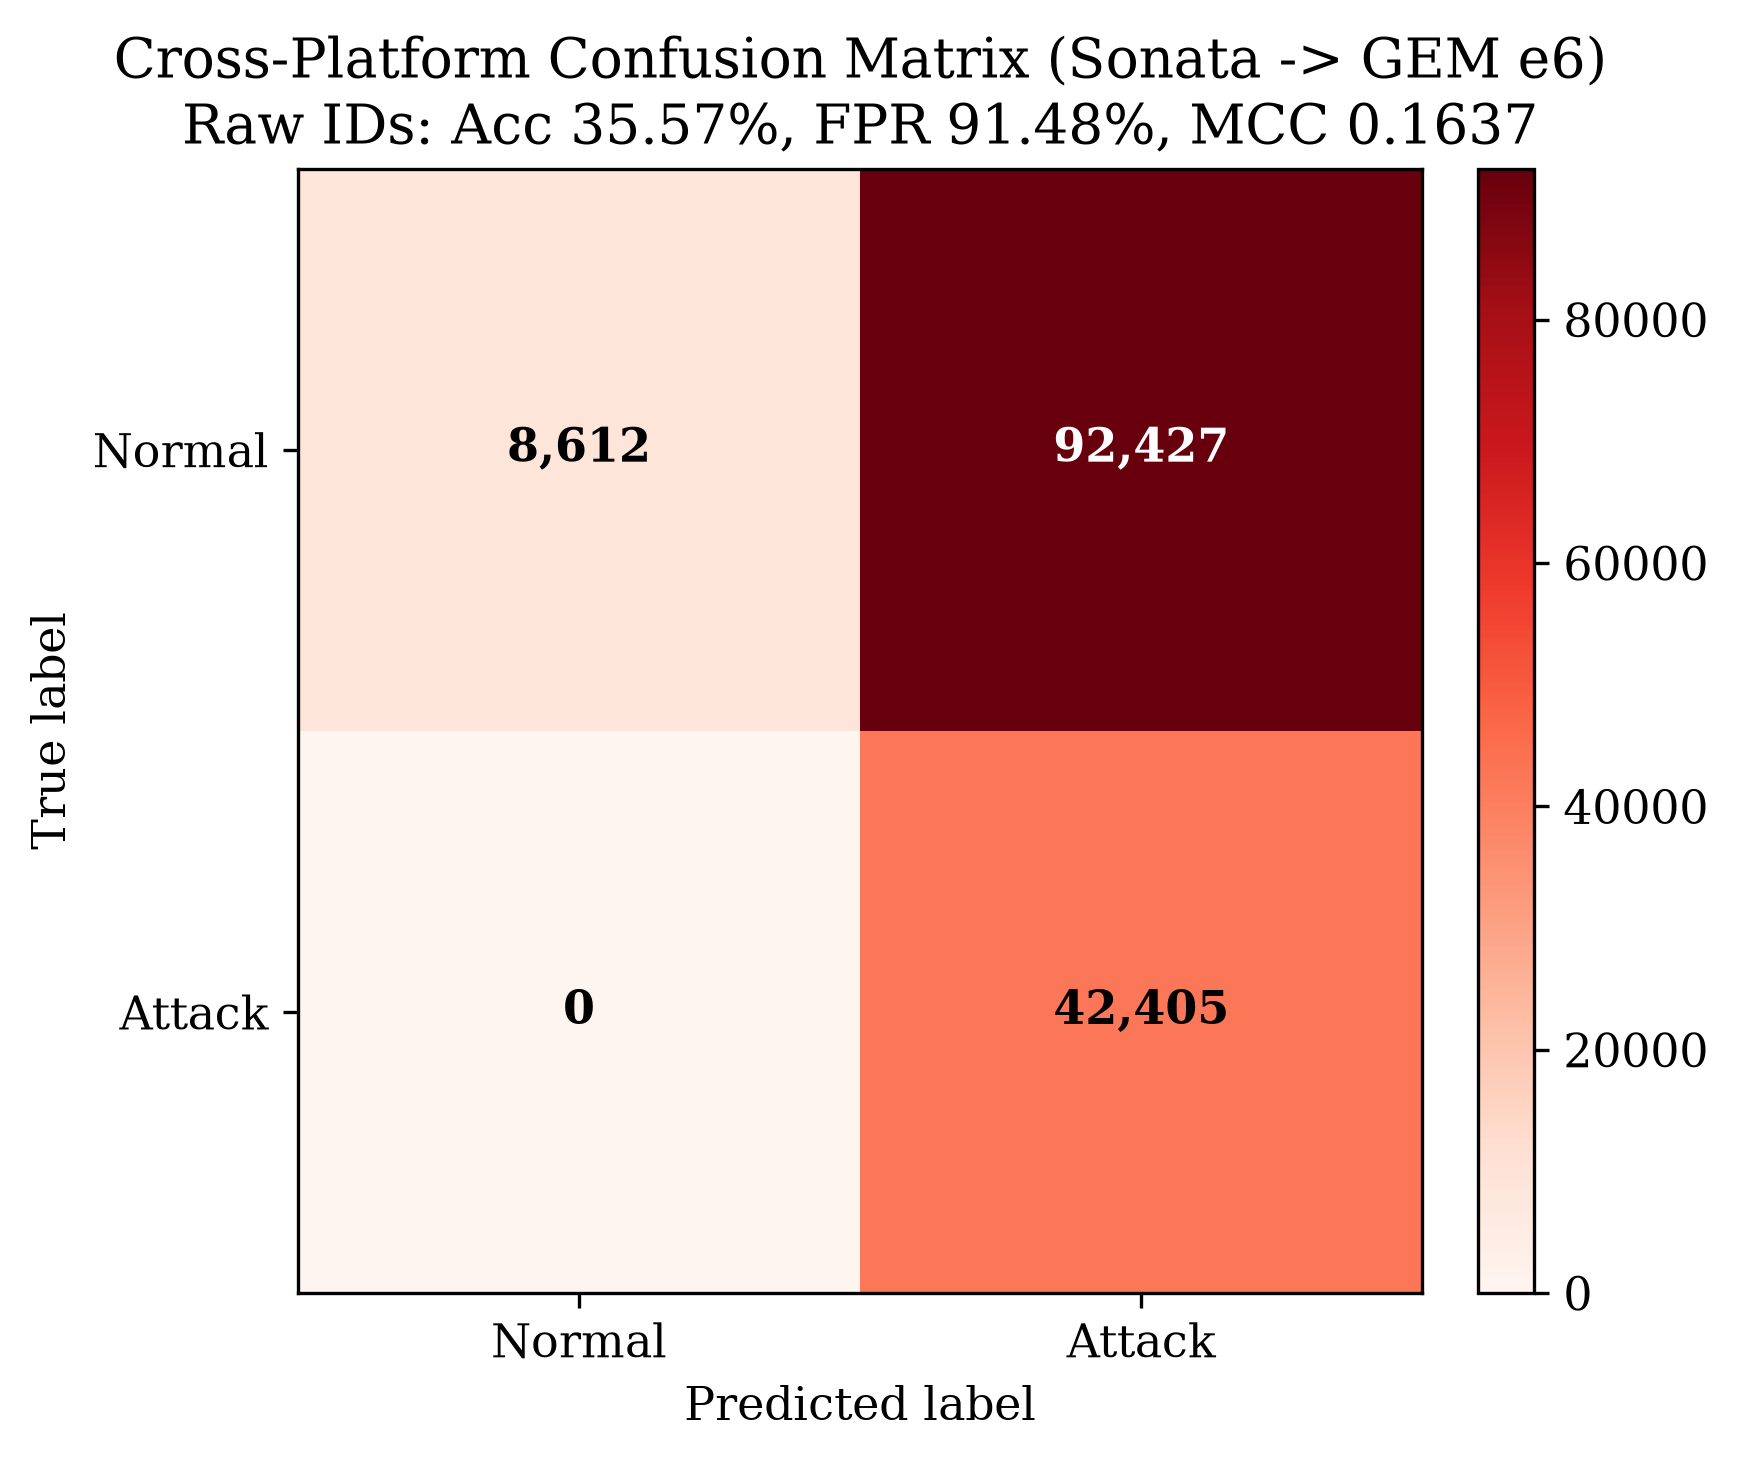 Cross-Platform Confusion Matrix (Sonata -> GEM e6)
Raw IDs: Acc 35.57%, FPR 91.48%, MCC 0.1637
Normal
8,612
92,427
Attack
0
42,405
True label
Normal
Attack
Predicted label
80000
60000
40000
20000
0